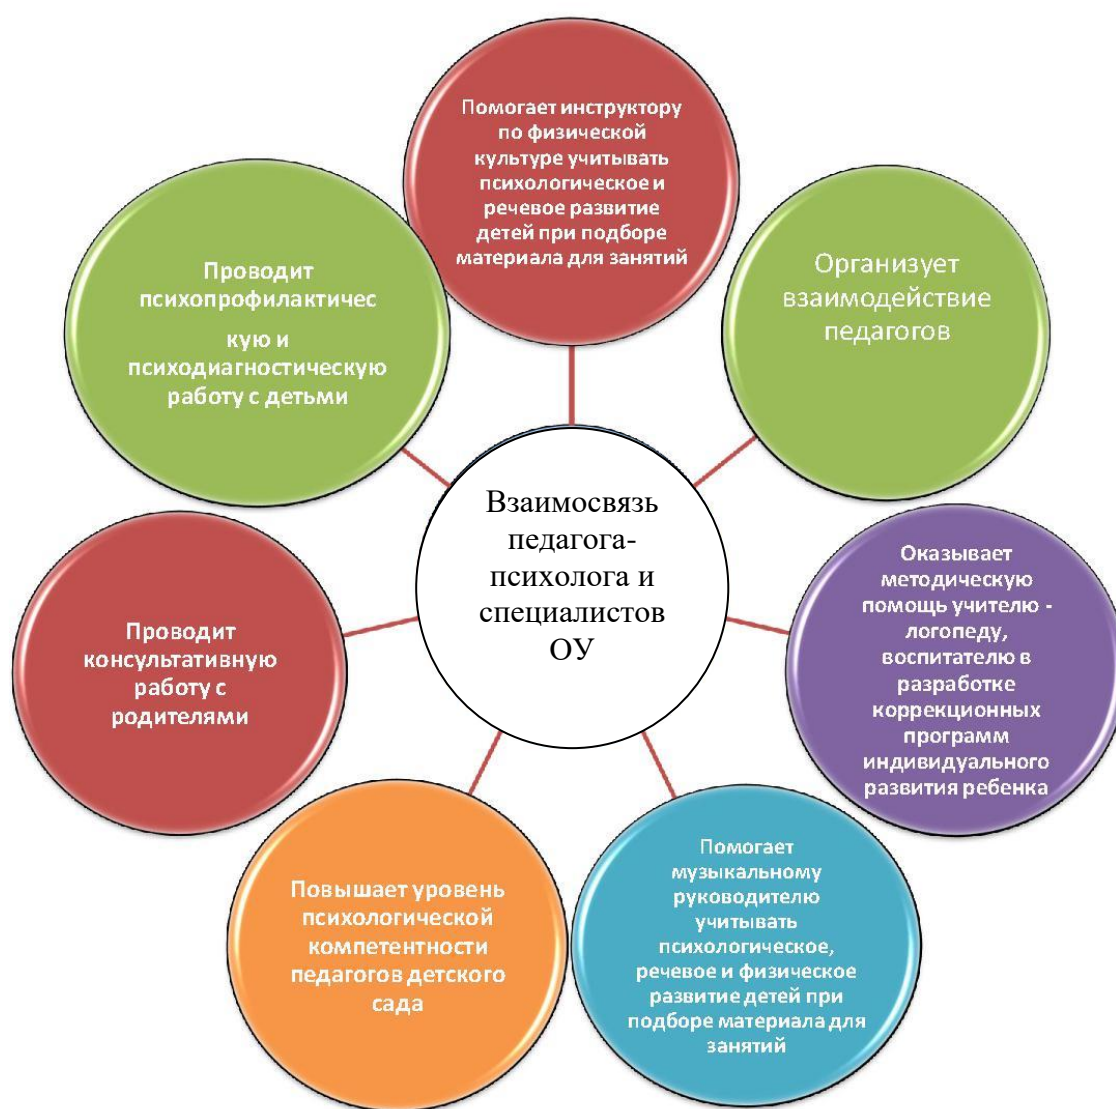 Помогает инструктору
по физической
культуре учитывать
психологическое и
речевое развитие
детей при подборе
материала для занятий
Организует
взаимодействие
педагогов
Оказывает
методическую
помощь учителю -
логопеду,
воспитателю в
разработке
коррекционных
программ
индивидуального
развития ребенка
Помогает
музыкальному
руководителю
учитывать
психологическое,
речевое и физическое
развитие детей при
подборе материала для
занятий
Повышает уровень
психологической
компетентности
педагогов детского
сада
Проводит
консультативную
работу с
родителями
Проводит
психопрофилактичес
кую и
психодиагностическую
работу с детьми
Взаимосвязь
педагога-
психолога и
специалистов
ОУ